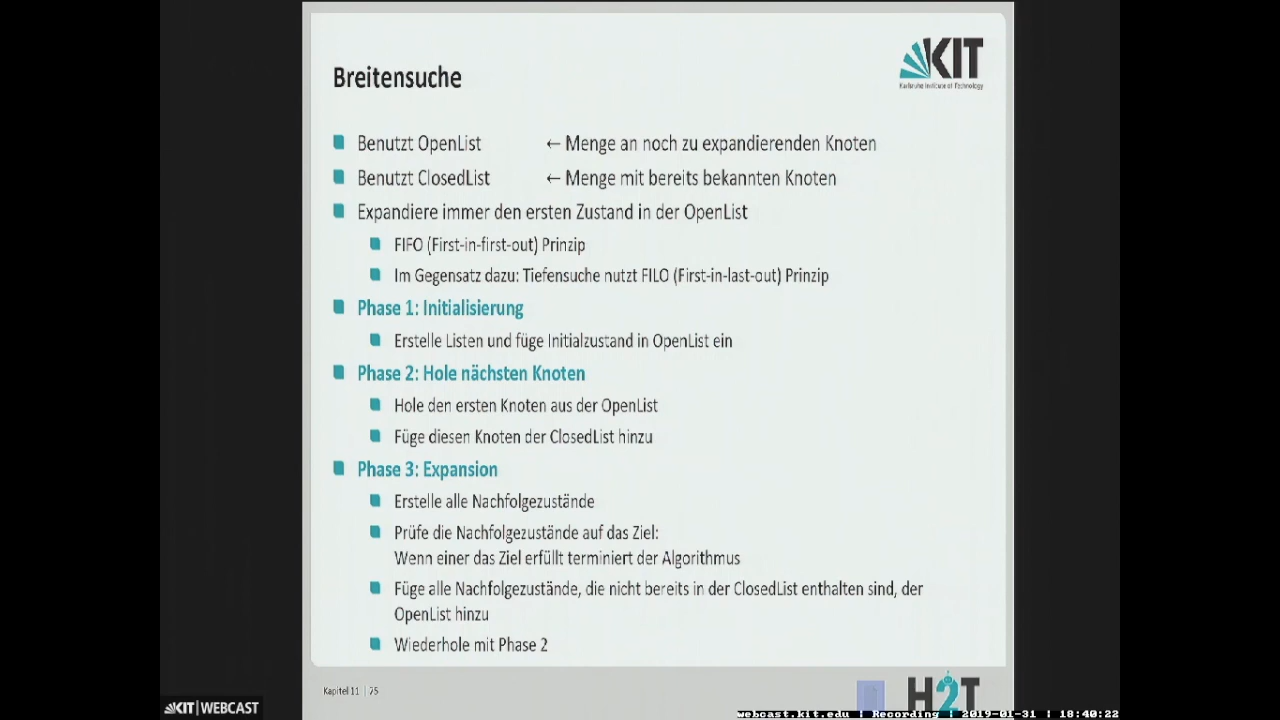 KIT
Karlsruhe Institute of Technology
Breitensuche
Benutzt OpenList ← Menge an noch zu expandierenden Knoten
Benutzt ClosedList ← Menge mit bereits bekannten Knoten
Expandiere immer den ersten Zustand in der OpenList
FIFO (First-in-first-out) Prinzip
Im Gegensatz dazu: Tiefensuche nutzt FILO (First-in-last-out) Prinzip
Phase 1: Initialisierung
Erstelle Listen und füge Initialzustand in OpenList ein
Phase 2: Hole nächsten Knoten
Hole den ersten Knoten aus der OpenList
Füge diesen Knoten der ClosedList hinzu
Phase 3: Expansion
Erstelle alle Nachfolgezustände
Prüfe die Nachfolgezustände auf das Ziel:
Wenn einer das Ziel erfüllt terminiert der Algorithmus
Füge alle Nachfolgezustände, die nicht bereits in der ClosedList enthalten sind, der
OpenList hinzu
Wiederhole mit Phase 2
Kapitel 11 | 75
H2T
KIT|WEBCAST
webcast.kit.edu | Recording | 2019-01-31 | 18:40:22